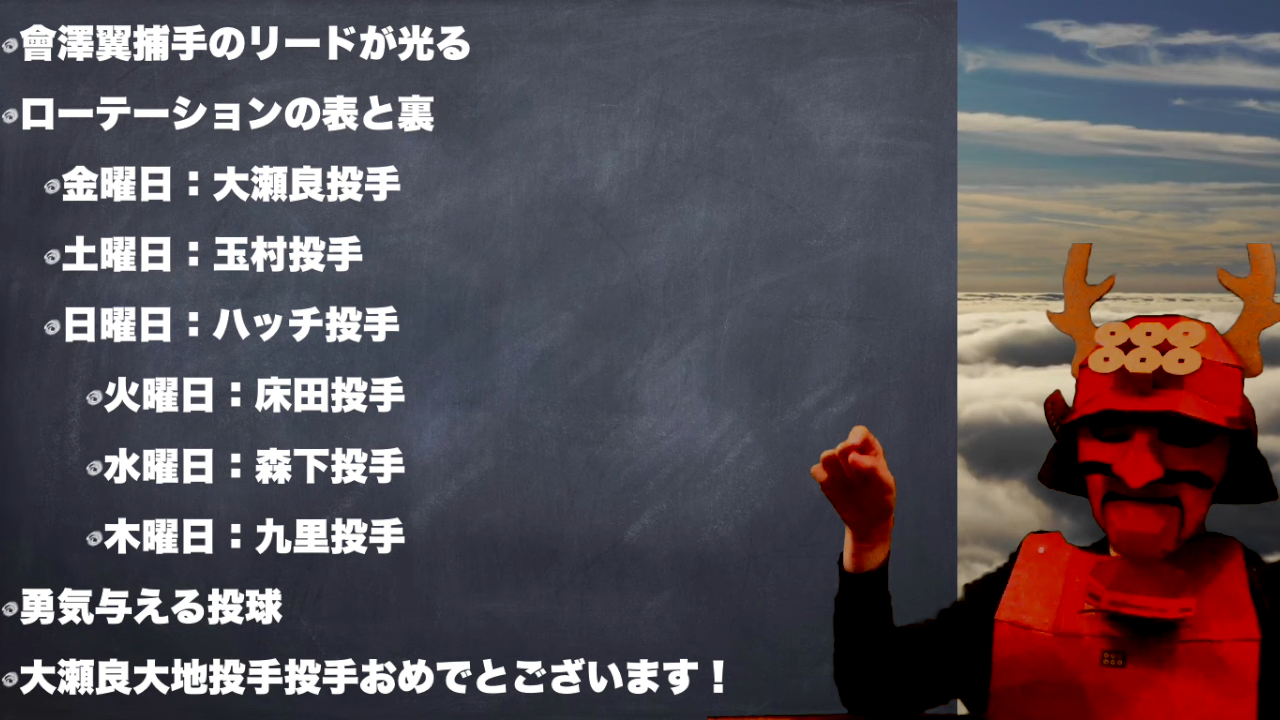 會澤翼捕手のリードが光る
ローテーションの表と裏
金曜日：大瀬良投手
土曜日：玉村投手
日曜日：ハッチ投手
火曜日：床田投手
水曜日：森下投手
木曜日：九里投手
勇気与える投球
大瀬良大地投手投手おめでとございます！